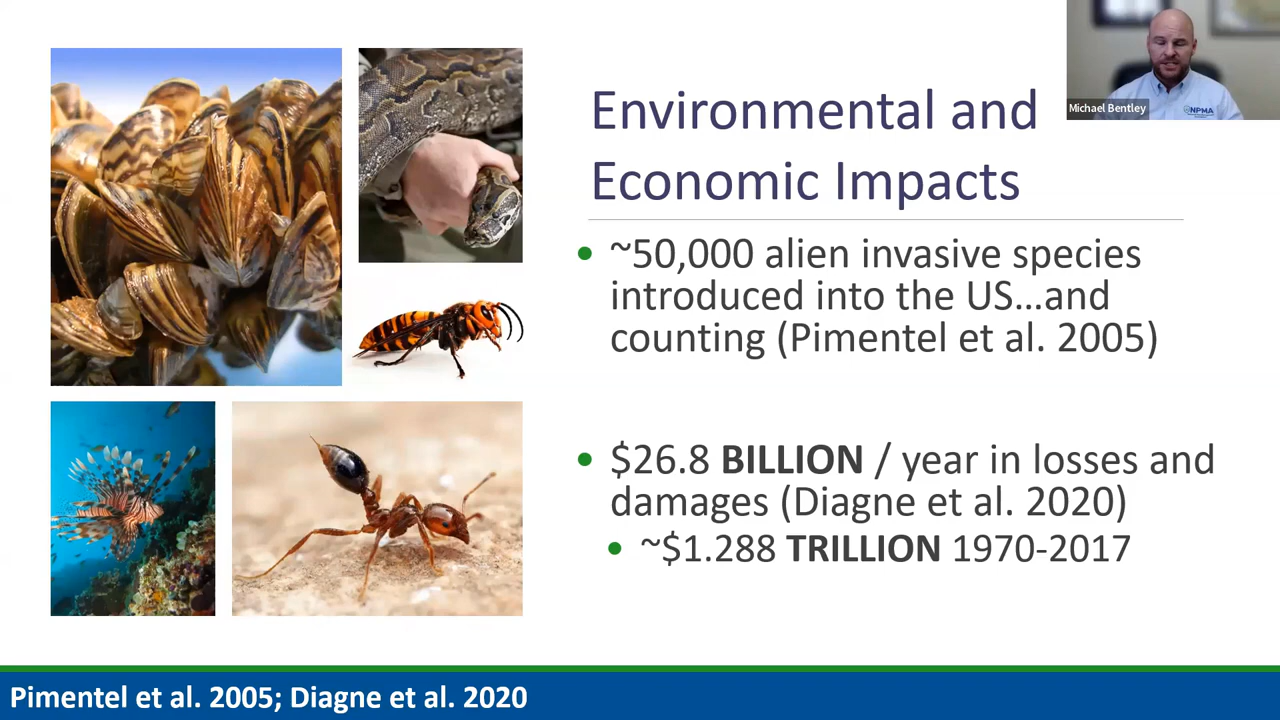 Environmental and
Economic Impacts
Michael Bentley
NPMA
• ~50,000 alien invasive species
introduced into the US...and
counting (Pimentel et al. 2005)
• $26.8 BILLION / year in losses and
damages (Diagne et al. 2020)
• ~$1.288 TRILLION 1970-2017
Pimentel et al. 2005; Diagne et al. 2020